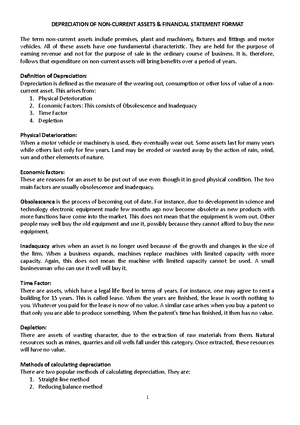 DEPRECIATION OF NON-CURRENT ASSETS & FINANCIAL STATEMENT FORMAT
The term non-current assets include premises, plant and machinery, fixtures and fittings and motor
vehicles. All of these assets have one fundamental characteristic. They are held for the purpose of
earning revenue and not for the purpose of sale in the ordinary course of business. It is, therefore,
follows that expenditure on non-current assets will bring benefits over a period of years.
Definition of Depreciation:
Depreciation is defined as the measure of the wearing out, consumption or other loss of value of a non-
current asset. This arises from:
1. Physical Deterioration
2. Economic Factors: This consists of Obsolescence and Inadequacy
3. Time Factor
4. Depletion
Physical Deterioration:
When a motor vehicle or machinery is used, they eventually wear out. Some assets last for many years
while others last only for few years. Land may be eroded or wasted away by the action of rain, wind,
sun and other elements of nature.
Economic factors:
These are reasons for an asset to be put out of use even though it in good physical condition. The two
main factors are usually obsolescence and inadequacy.
Obsolescence is the process of becoming out of date. For instance, due to development in science and
technology electronic equipment made few months ago now become obsolete as new products with
more functions have come into the market. This does not mean that the equipment is worn out. Other
people may well buy the old equipment and use it, possibly because they cannot afford to buy the new
equipment.
Inadequacy arises when an asset is no longer used because of the growth and changes in the size of
the firm. When a business expands, machines replace machines with limited capacity with more
capacity. Again, this does not mean the machine with limited capacity cannot be used. A small
businessman who can use it well will buy it.
Time Factor:
There are assets, which have a legal life fixed in terms of years. For instance, one may agree to rent a
building for 15 years. This is called lease. When the years are finished, the lease is worth nothing to
you. Whatever you paid for the lease is now of no value. A similar case arises when you buy a patent so
that only you are able to produce something. When the patent's time has finished, it then has no value.
Depletion:
There are assets of wasting character, due to the extraction of raw materials from them. Natural
resources such as mines, quarries and oil wells fall under this category. Once extracted, these resources
will have no value.
Methods of calculating depreciation
There are two popular methods of calculating depreciation. They are:
1. Straight-line method
2. Reducing balance method
1